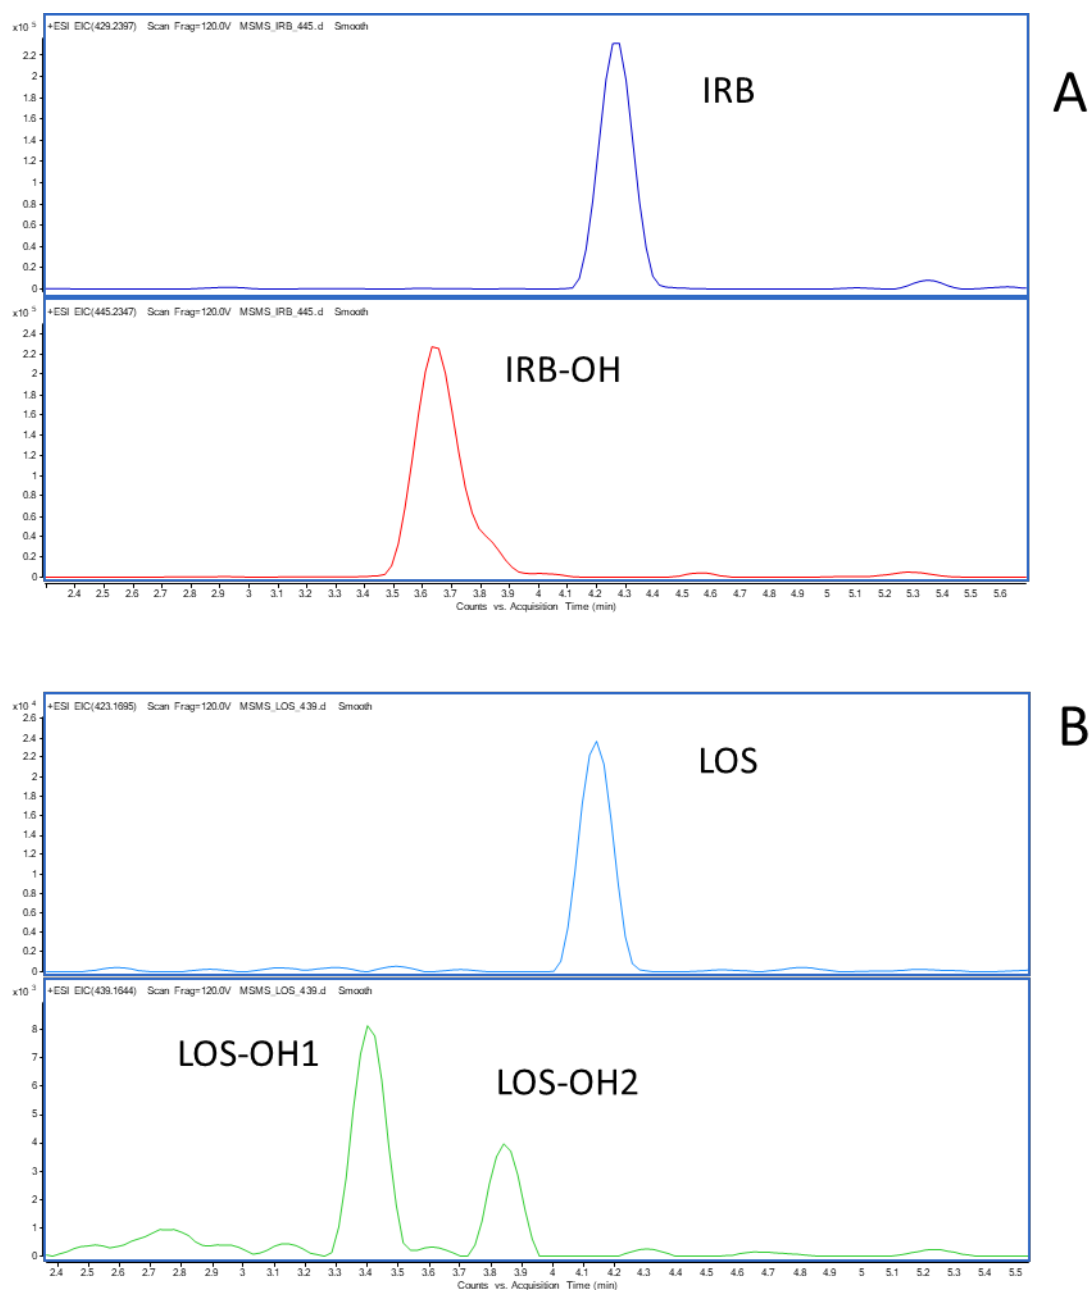 +ESI EIC(429.2397) Scan Frag=120.0V MSMS_IRB_445.d Smooth
x10 5
2.2
2
1.8
1.6
1.4
1.2
1
0.8
0.6
0.4
0.2
0
IRB
A
+ESI EIC(445.2347) Scan Frag=120.0V MSMS_IRB_445.d Smooth
x10 5
2.4
2.2
2
1.8
1.6
1.4
1.2
1
0.8
0.6
0.4
0.2
0
IRB-OH
2.4 2.5 2.6 2.7 2.8 2.9 3 3.1 3.2 3.3 3.4 3.5 3.6 3.7 3.8 3.9 4 4.1 4.2 4.3 4.4 4.5 4.6 4.7 4.8 4.9 5 5.1 5.2 5.3 5.4 5.5 5.6
Counts vs. Acquisition Time (min)
+ESI EIC(423.1695) Scan Frag=120.0V MSMS_LOS_439.d Smooth
x10 4
2.6
2.4
2.2
2
1.8
1.6
1.4
1.2
1
0.8
0.6
0.4
0.2
0
LOS
B
+ESI EIC(439.1644) Scan Frag=120.0V MSMS_LOS_439.d Smooth
x10 3
8
7
6
5
4
3
2
1
0
LOS-OH1
LOS-OH2
2.4 2.5 2.6 2.7 2.8 2.9 3 3.1 3.2 3.3 3.4 3.5 3.6 3.7 3.8 3.9 4 4.1 4.2 4.3 4.4 4.5 4.6 4.7 4.8 4.9 5 5.1 5.2 5.3 5.4 5.5
Counts vs. Acquisition Time (min)